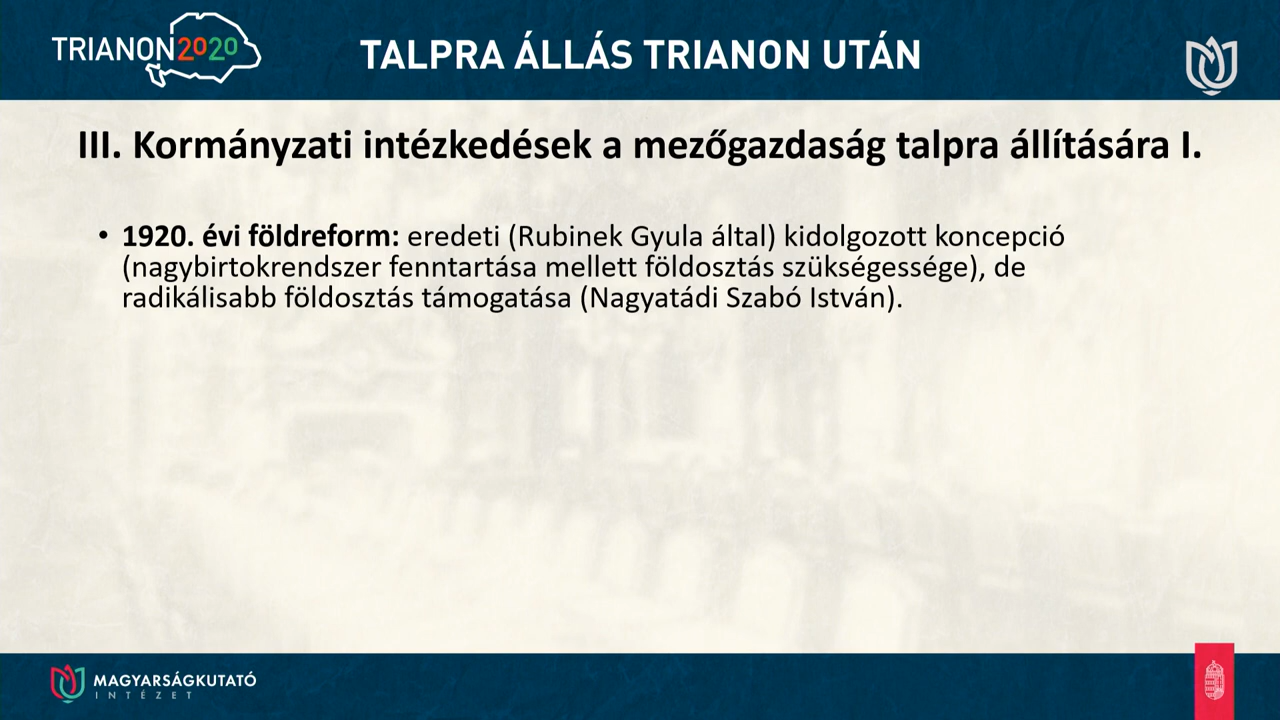 TRIANON2020
TALPRA ÁLLÁS TRIANON UTÁN
III. Kormányzati intézkedések a mezőgazdaság talpra állítására I.
• 1920. évi földreform: eredeti (Rubinek Gyula által) kidolgozott koncepció
(nagybirtokrendszer fenntartása mellett földosztás szükségessége), de
radikálisabb földosztás támogatása (Nagyatádi Szabó István).
MAGYARSÁGKUTATÓ
INTÉZET